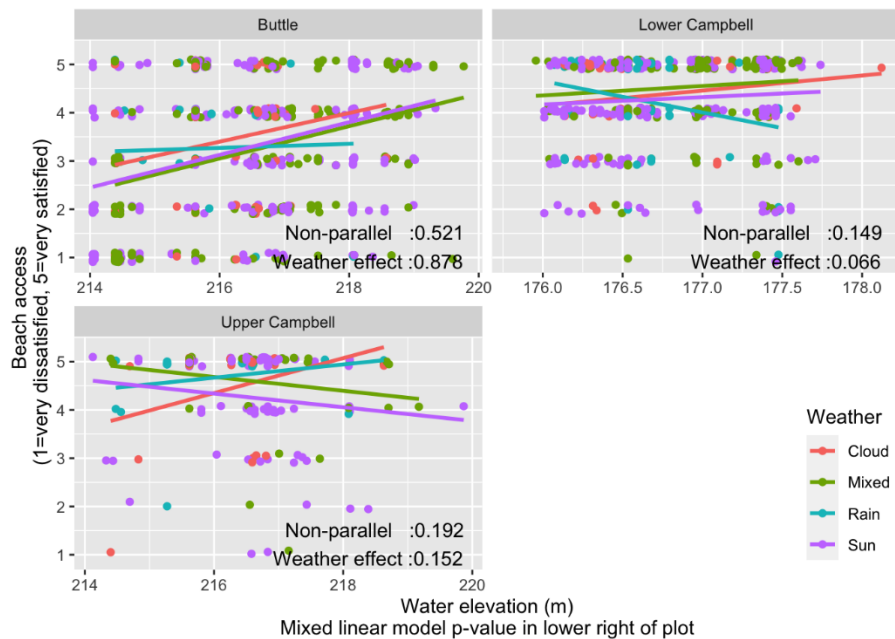 Buttle
Lower Campbell
5
4
3
2
1
Non-parallel :0.521
Weather effect :0.878
214
216
218
220
Non-parallel :0.149
Weather effect :0.066
176.0
176.5
177.0
177.5
178.0
Beach access
(1=very dissatisfied, 5=very satisfied)
Upper Campbell
5
4
3
2
1
Non-parallel :0.192
Weather effect :0.152
214
216
218
220
Weather
Cloud
Mixed
Rain
Sun
Water elevation (m)
Mixed linear model p-value in lower right of plot